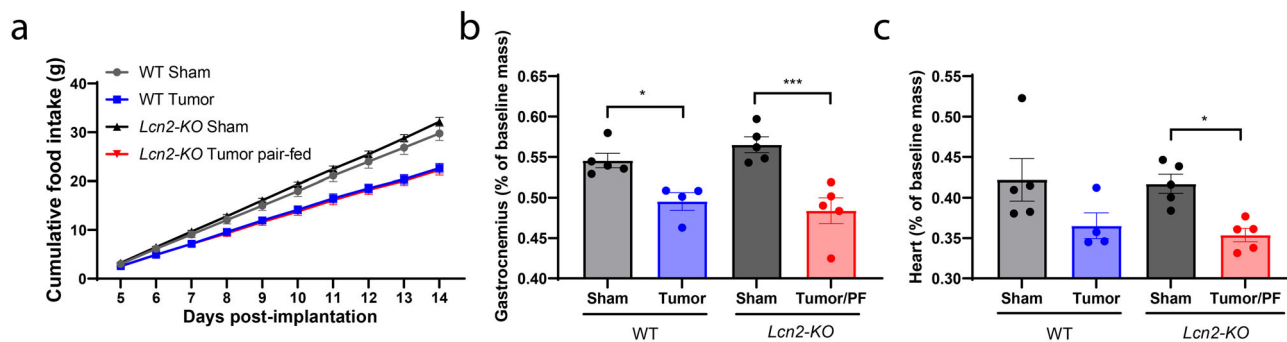 a
Cumulative food intake (g)
40
30
20
10
0
WT Sham
WT Tumor
Lcn2-KO Sham
Lcn2-KO Tumor pair-fed
5 6 7 8 9 10 11 12 13 14
Days post-implantation
b
Gastrocnemius (% of baseline mass)
0.65
0.60
0.55
0.50
0.45
0.40
*
***
Sham Tumor Sham Tumor/PF
WT Lcn2-KO
c
Heart (% of baseline mass)
0.55
0.50
0.45
0.40
0.35
0.30
*
Sham Tumor Sham Tumor/PF
WT Lcn2-KO